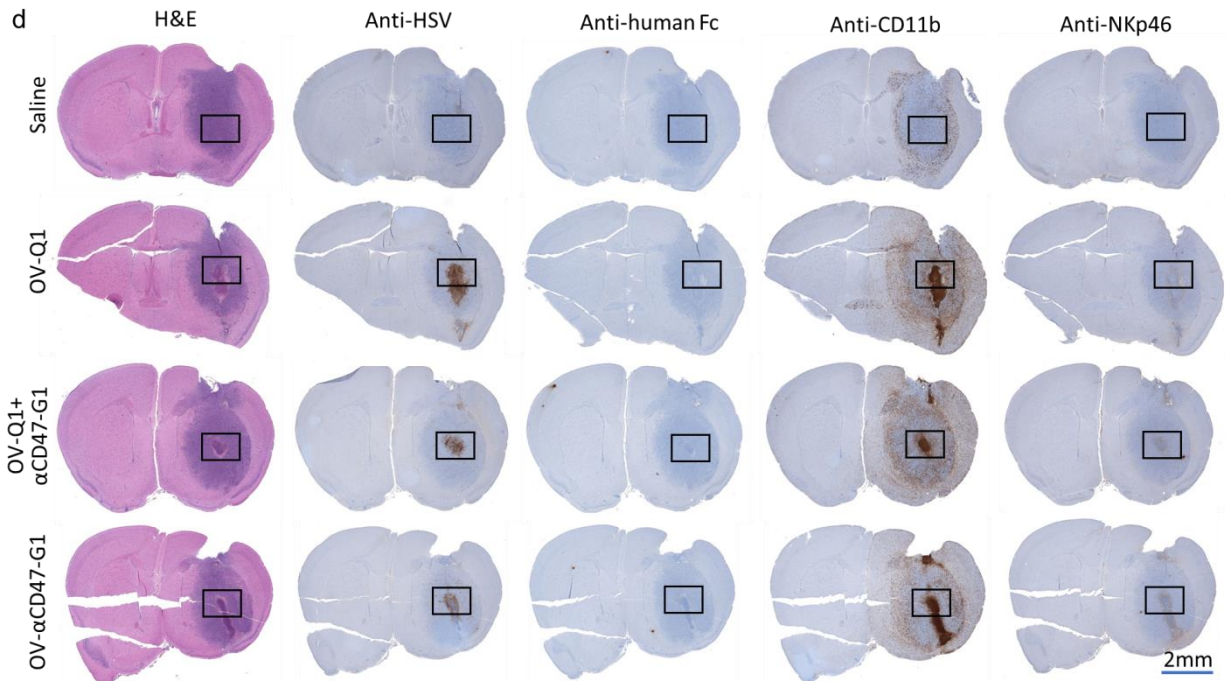 d
H&E
Anti-HSV
Anti-human Fc
Anti-CD11b
Anti-NKp46
Saline
OV-Q1
OV-Q1+
αCD47-G1
OV-αCD47-G1
2mm